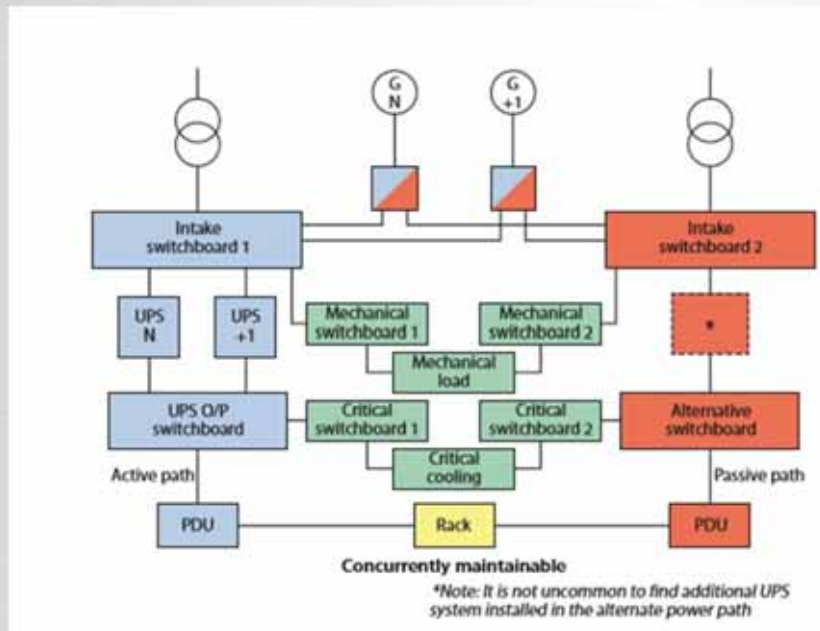 G
N
G
+1
Intake
switchboard 1
Intake
switchboard 2
UPS
N
UPS
+1
Mechanical
switchboard 1
Mechanical
switchboard 2
*
Mechanical
load
UPS O/P
switchboard
Critical
switchboard 1
Critical
switchboard 2
Alternative
switchboard
Critical
cooling
Active path
Passive path
PDU
Rack
PDU
Concurrently maintainable
*Note: It is not uncommon to find additional UPS
system installed in the alternate power path